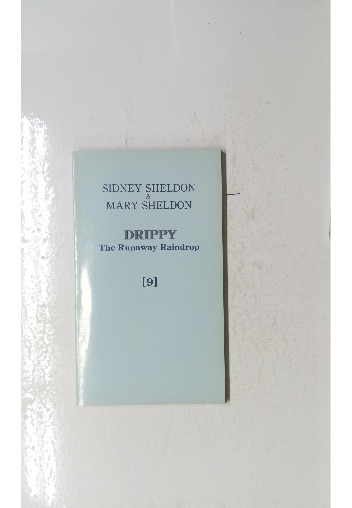 SIDNEY SHELDON
&
MARY SHELDON
DRIPPY
The Runaway Raindrop
[9]